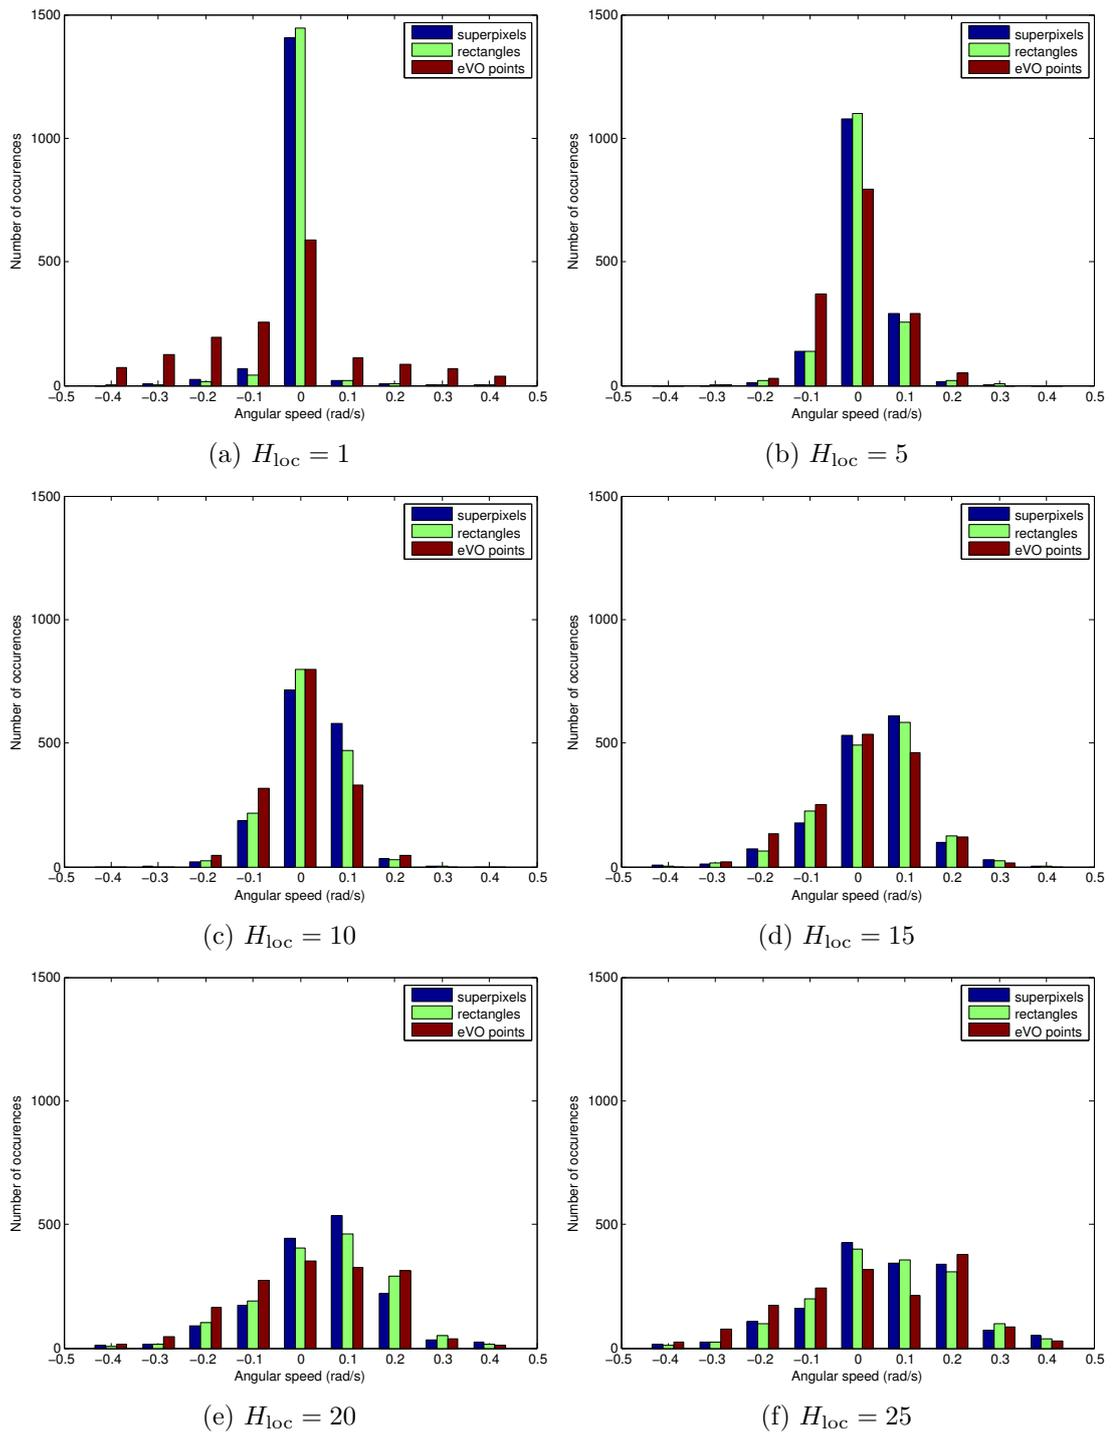 1500
1000
500
0
Number of occurences
superpixels
rectangles
eVO points
−0.5 −0.4 −0.3 −0.2 −0.1 0 0.1 0.2 0.3 0.4 0.5
Angular speed (rad/s)
(a) H_loc = 1
1500
1000
500
0
Number of occurences
superpixels
rectangles
eVO points
−0.5 −0.4 −0.3 −0.2 −0.1 0 0.1 0.2 0.3 0.4 0.5
Angular speed (rad/s)
(b) H_loc = 5
1500
1000
500
0
Number of occurences
superpixels
rectangles
eVO points
−0.5 −0.4 −0.3 −0.2 −0.1 0 0.1 0.2 0.3 0.4 0.5
Angular speed (rad/s)
(c) H_loc = 10
1500
1000
500
0
Number of occurences
superpixels
rectangles
eVO points
−0.5 −0.4 −0.3 −0.2 −0.1 0 0.1 0.2 0.3 0.4 0.5
Angular speed (rad/s)
(d) H_loc = 15
1500
1000
500
0
Number of occurences
superpixels
rectangles
eVO points
−0.5 −0.4 −0.3 −0.2 −0.1 0 0.1 0.2 0.3 0.4 0.5
Angular speed (rad/s)
(e) H_loc = 20
1500
1000
500
0
Number of occurences
superpixels
rectangles
eVO points
−0.5 −0.4 −0.3 −0.2 −0.1 0 0.1 0.2 0.3 0.4 0.5
Angular speed (rad/s)
(f) H_loc = 25